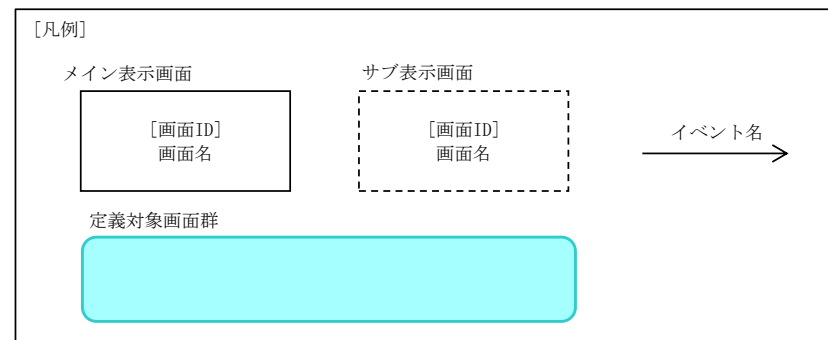 [凡例]
メイン表示画面
サブ表示画面
[画面ID]
画面名
[画面ID]
画面名
イベント名
定義対象画面群